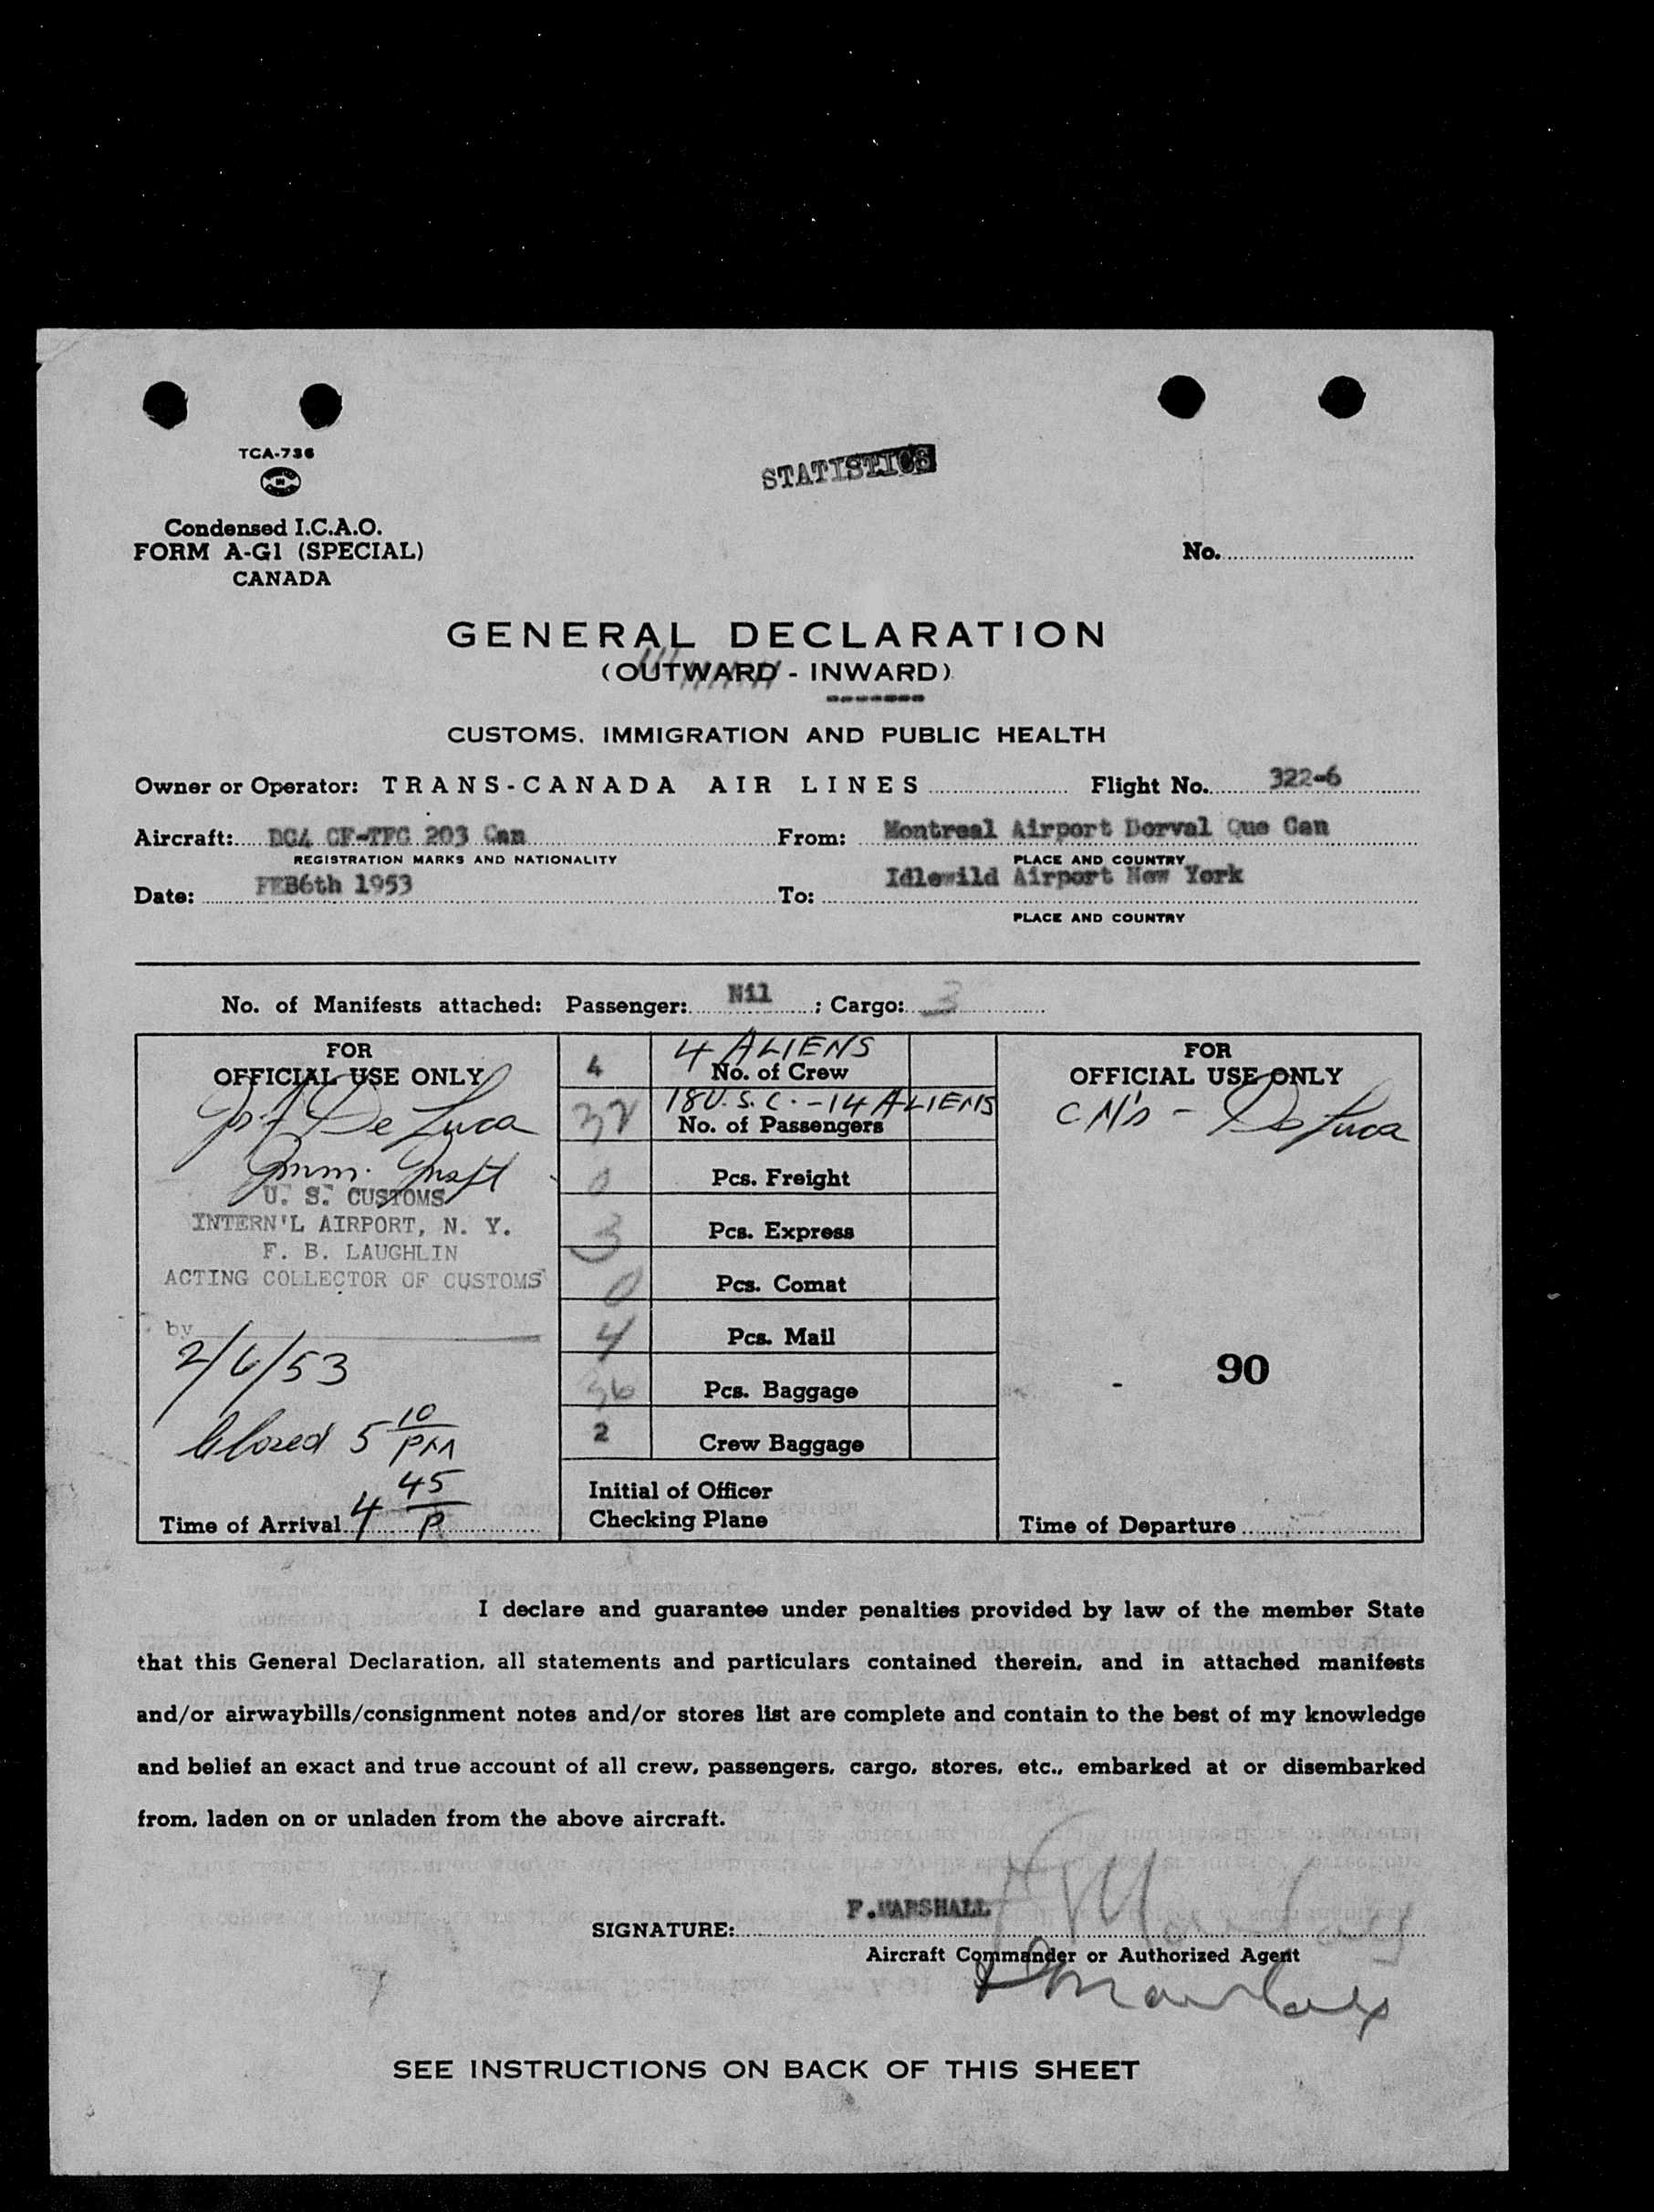 TCA-736
STATISTICS
Condensed I.C.A.O.
FORM A-G1 (SPECIAL)
CANADA
No.
GENERAL DECLARATION
(OUTWARD - INWARD)
CUSTOMS, IMMIGRATION AND PUBLIC HEALTH
Owner or Operator: TRANS-CANADA AIR LINES Flight No. 322-6
Aircraft: DC4 CF-TFC 203 Can From: Montreal Airport Dorval Que Can
REGISTRATION MARKS AND NATIONALITY PLACE AND COUNTRY
Date: FEB6th 1953 To: Idlewild Airport New York
PLACE AND COUNTRY
No. of Manifests attached: Passenger: Nil ; Cargo: 3
FOR
OFFICIAL USE ONLY
De Luca
Imm. Inspt
U. S. CUSTOMS
INTERN'L AIRPORT, N. Y.
F. B. LAUGHLIN
ACTING COLLECTOR OF CUSTOMS
by
2/6/53
Closed 5 10 PM
Time of Arrival 4 45 P
4 4 ALIENS
No. of Crew
32 18 U.S.C. - 14 ALIENS
No. of Passengers
0 Pcs. Freight
3 Pcs. Express
0 Pcs. Comat
4 Pcs. Mail
36 Pcs. Baggage
2 Crew Baggage
Initial of Officer
Checking Plane
FOR
OFFICIAL USE ONLY
De Luca
90
Time of Departure
I declare and guarantee under penalties provided by law of the member State
that this General Declaration, all statements and particulars contained therein, and in attached manifests
and/or airwaybills/consignment notes and/or stores list are complete and contain to the best of my knowledge
and belief an exact and true account of all crew, passengers, cargo, stores, etc., embarked at or disembarked
from, laden on or unladen from the above aircraft.
F.MARSHALL
SIGNATURE:
Aircraft Commander or Authorized Agent
SEE INSTRUCTIONS ON BACK OF THIS SHEET